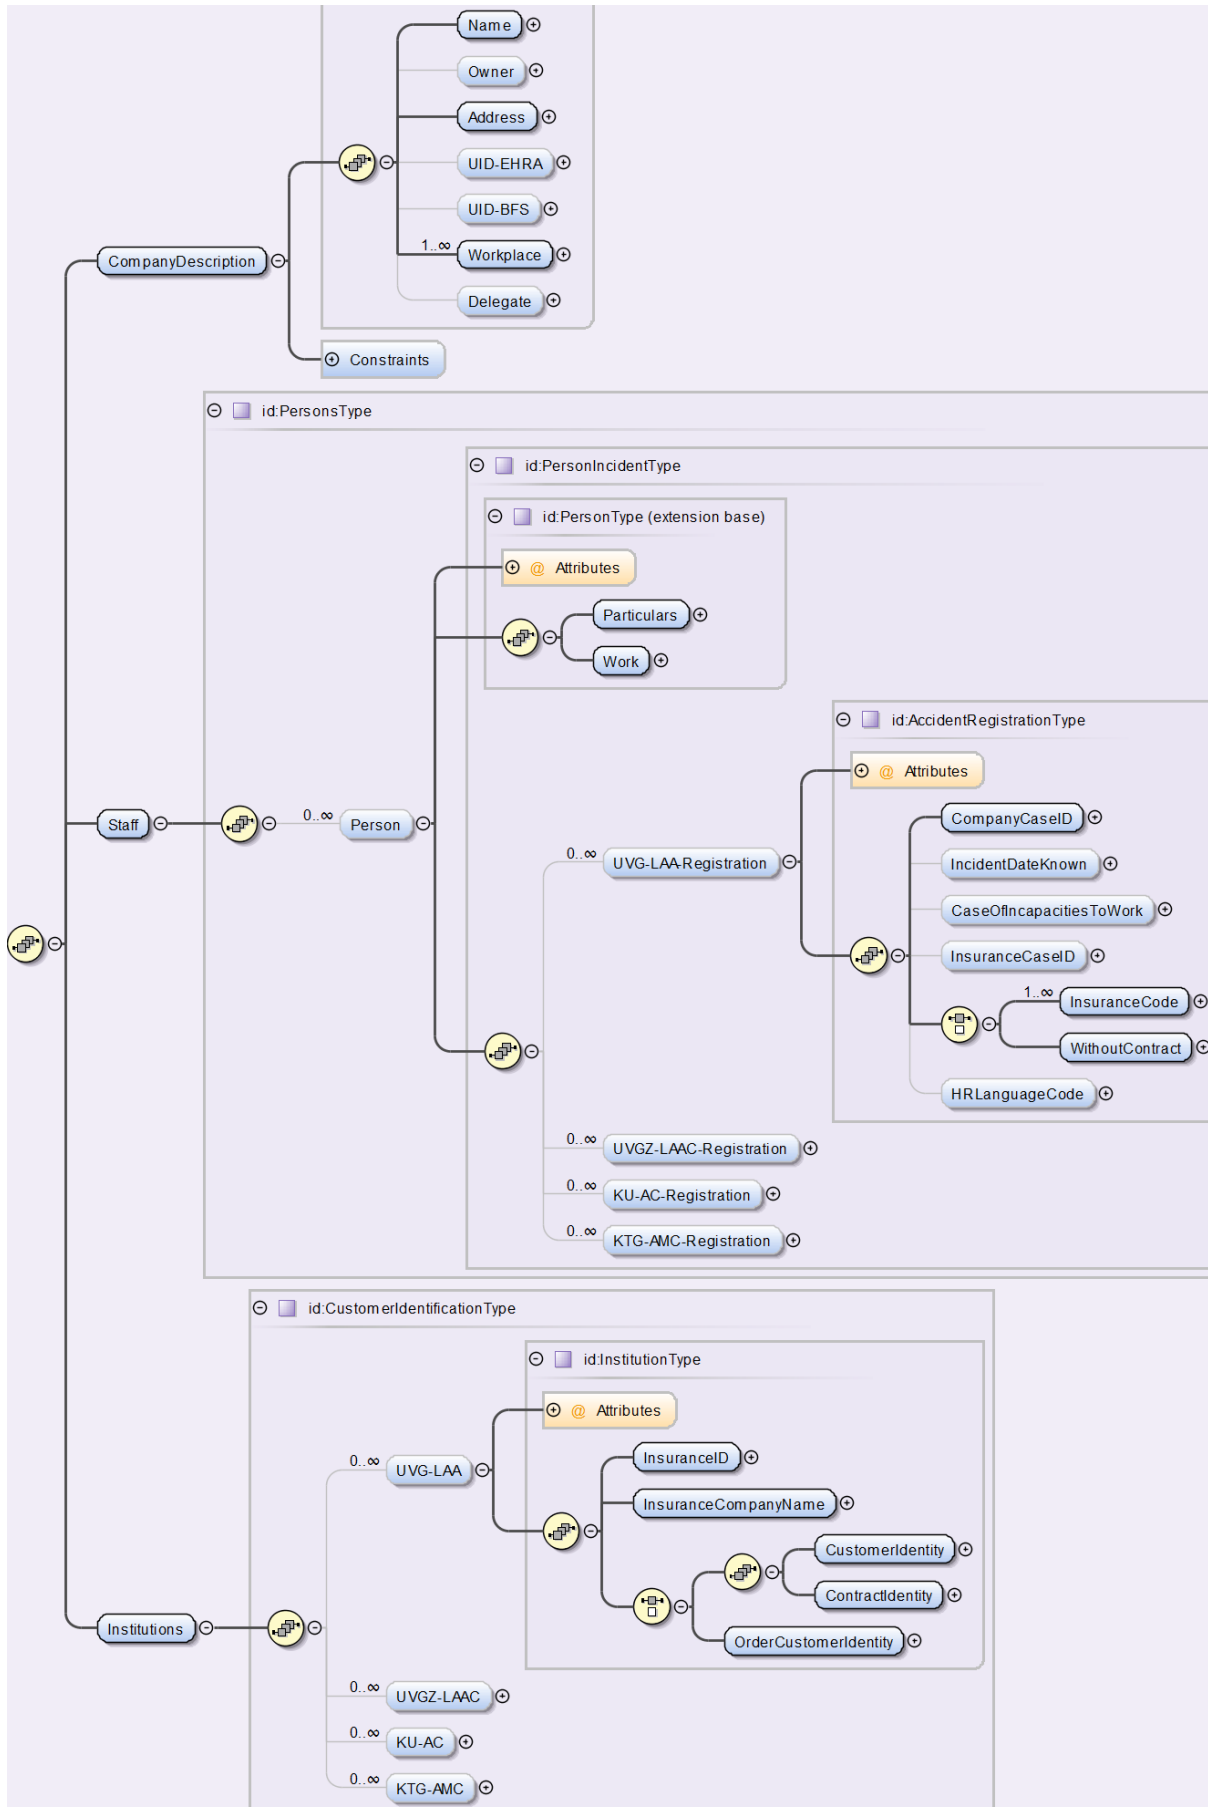 Name
Owner
Address
UID-EHRA
UID-BFS
1..∞ Workplace
CompanyDescription
Delegate
Constraints
id:PersonsType
id:PersonIncidentType
id:PersonType (extension base)
@ Attributes
Particulars
Work
id:AccidentRegistrationType
@ Attributes
Staff
0..∞ Person
CompanyCaseID
0..∞ UVG-LAA-Registration
IncidentDateKnown
CaseOfIncapacitiesToWork
InsuranceCaseID
1..∞ InsuranceCode
WithoutContract
HRLanguageCode
0..∞ UVGZ-LAAC-Registration
0..∞ KU-AC-Registration
0..∞ KTG-AMC-Registration
id:CustomerIdentificationType
id:InstitutionType
@ Attributes
0..∞ UVG-LAA
InsuranceID
InsuranceCompanyName
CustomerIdentity
ContractIdentity
OrderCustomerIdentity
Institutions
0..∞ UVGZ-LAAC
0..∞ KU-AC
0..∞ KTG-AMC